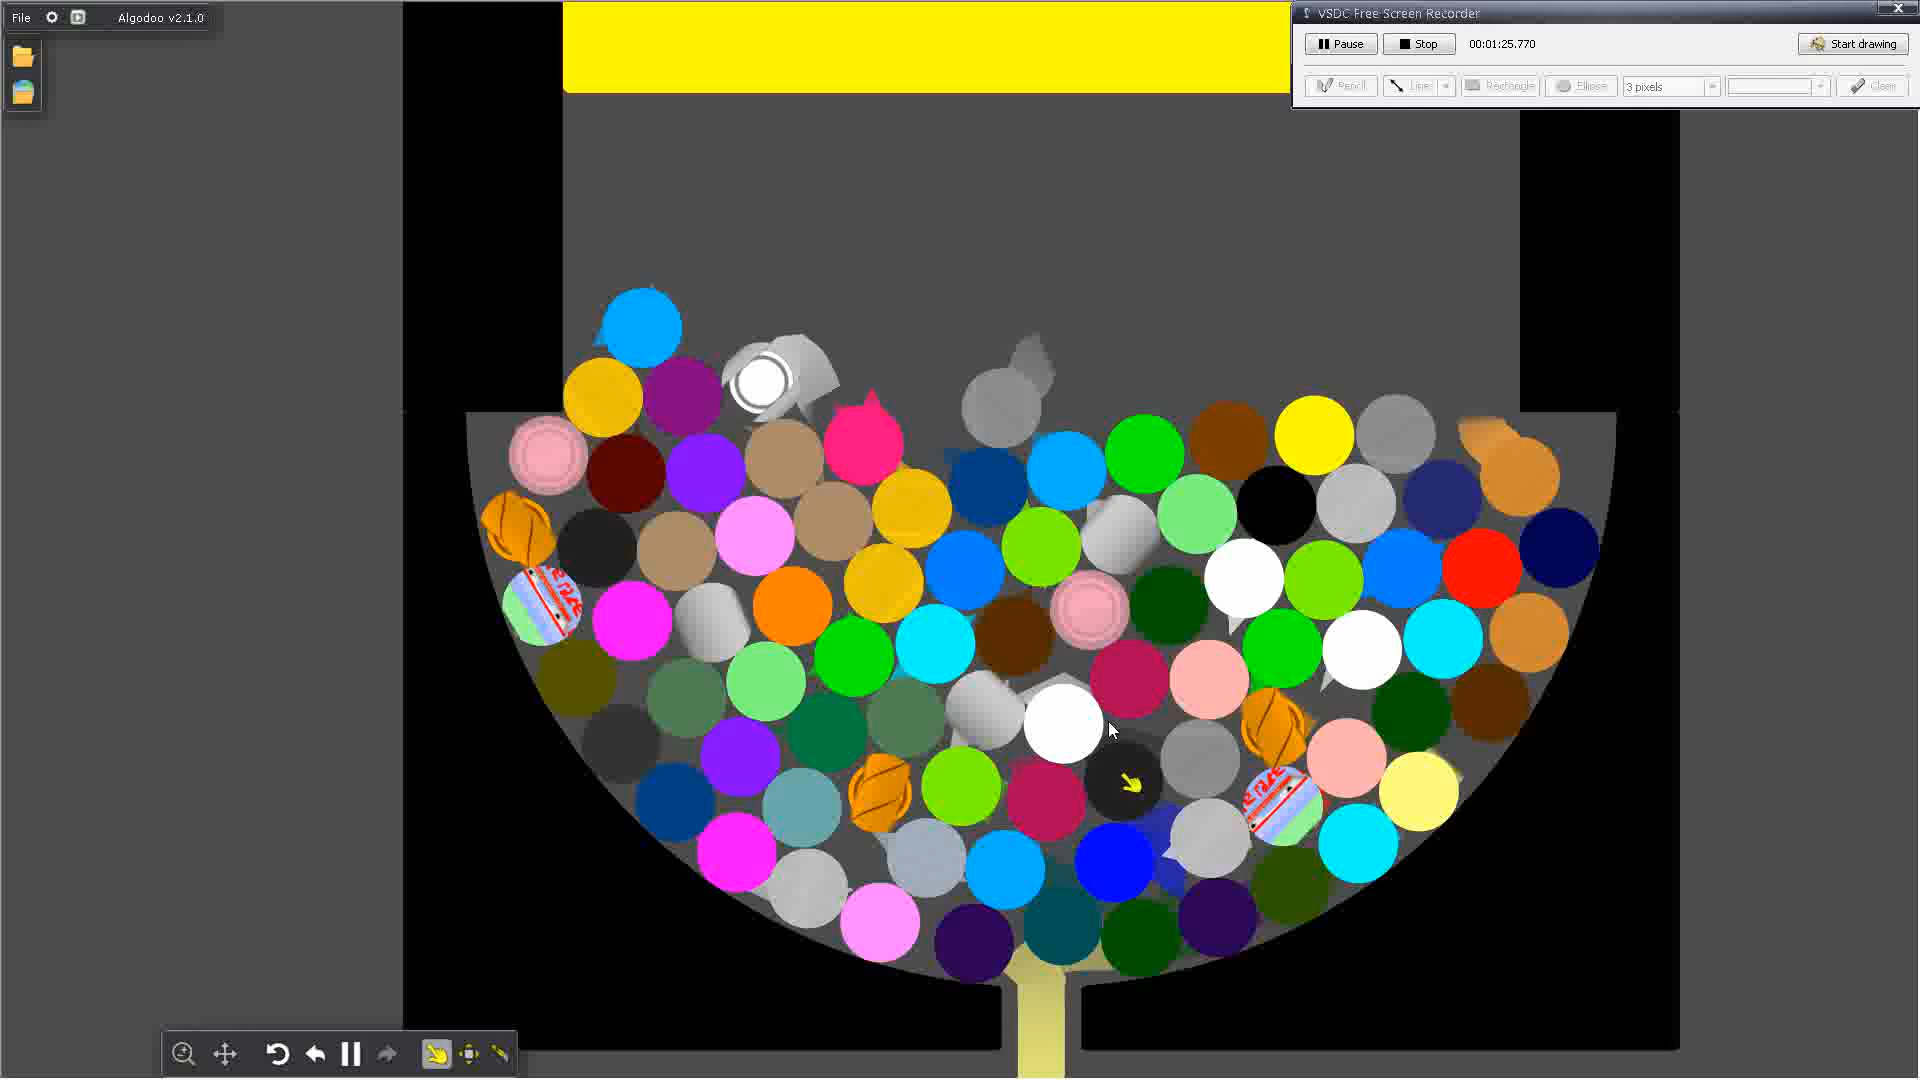 File
Algodoo v2.1.0
VSDC Free Screen Recorder
Pause
Stop
00:01:25.770
Start drawing
Pencil
Line
Rectangle
Ellipse
3 pixels
Clean